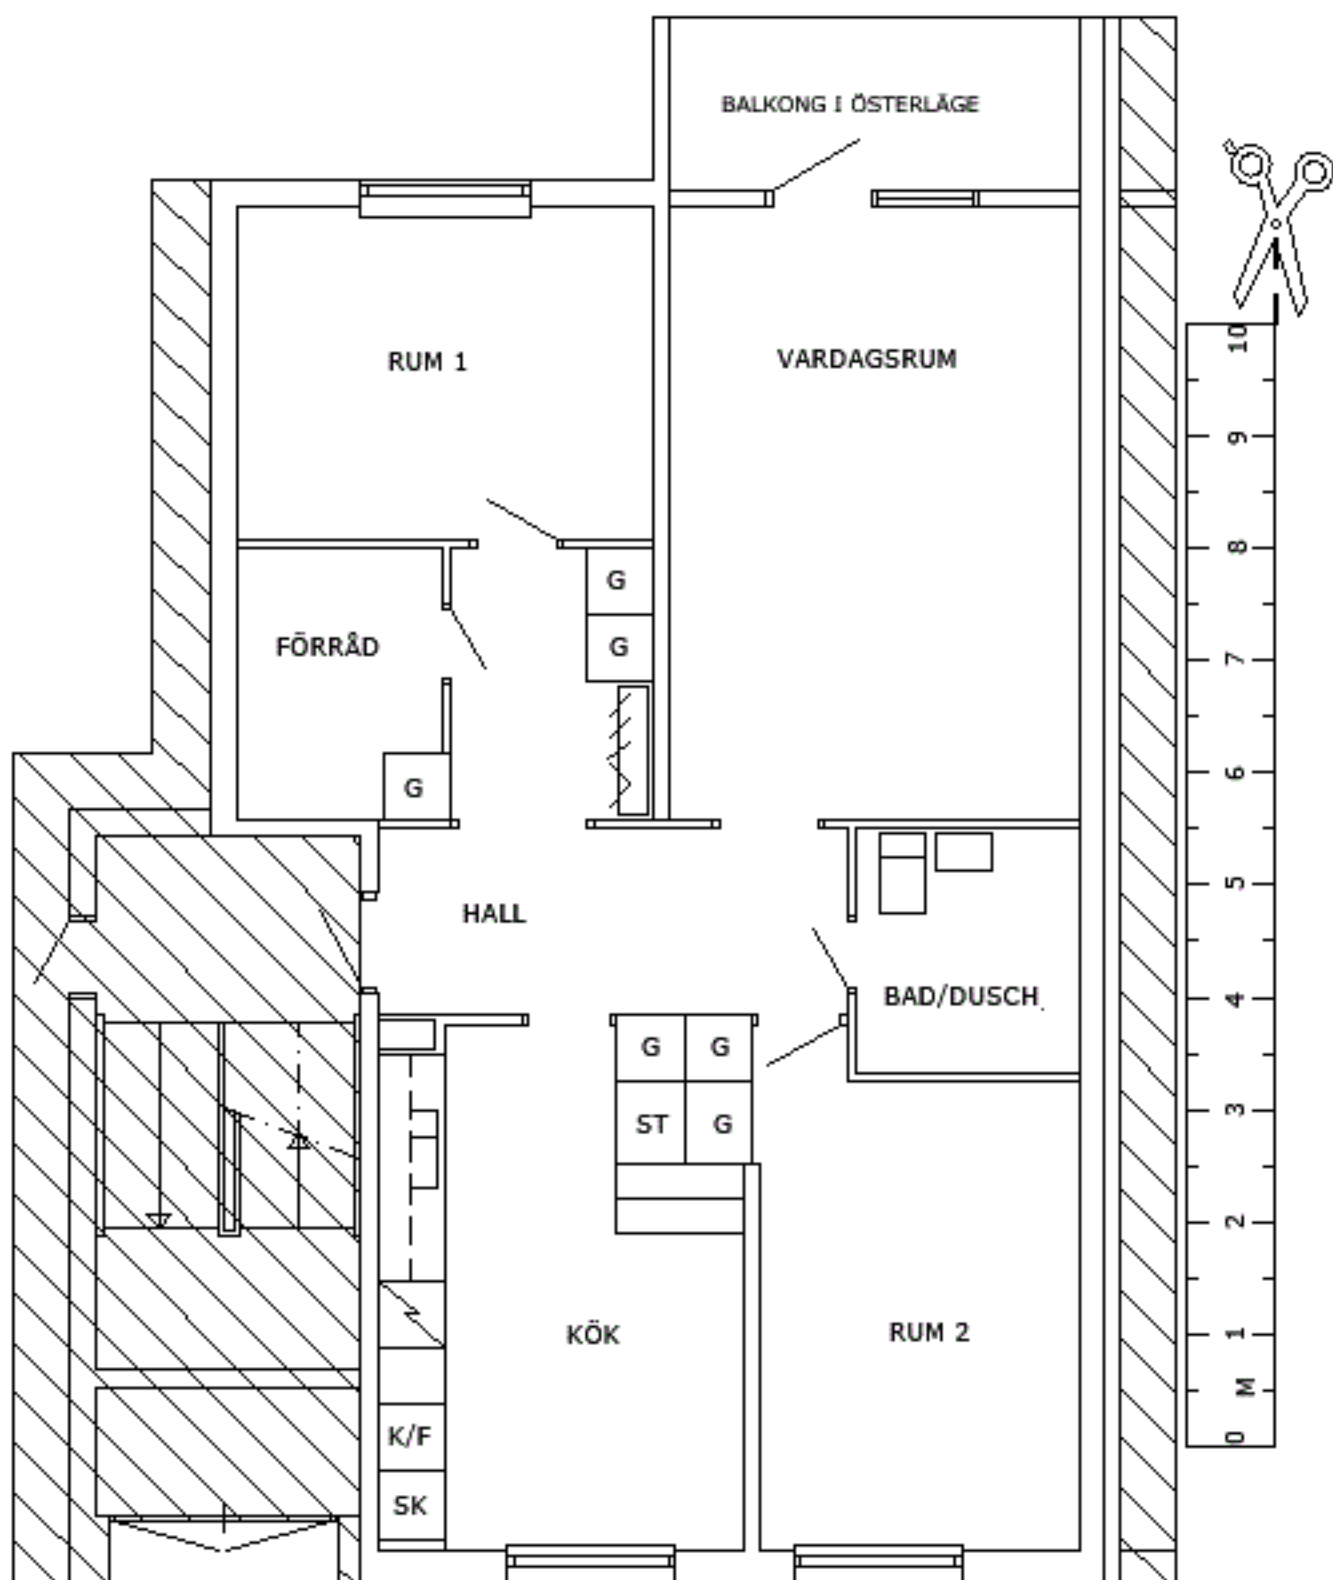 BALKONG I ÖSTERLÄGE
RUM 1
VARDAGSRUM
G
FÖRRÅD
G
G
HALL
BAD/DUSCH
G
G
ST
G
KÖK
RUM 2
K/F
SK
10
9
8
7
6
5
4
3
2
1
M
0